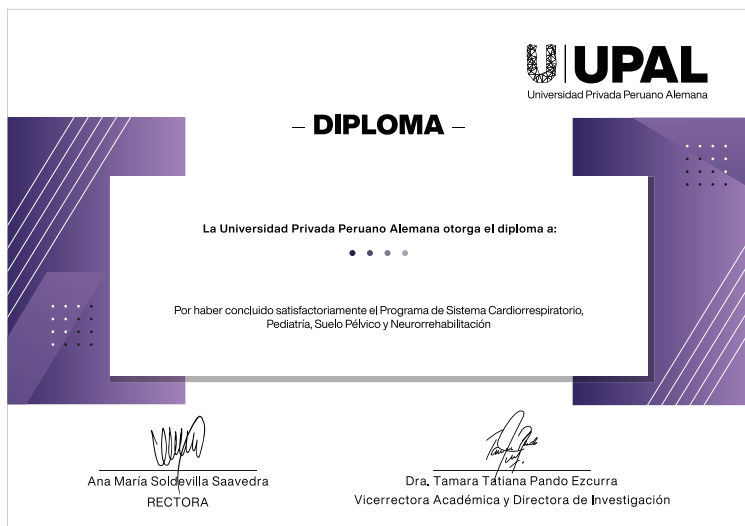 UPAL
Universidad Privada Peruano Alemana
– DIPLOMA –
La Universidad Privada Peruano Alemana otorga el diploma a:
Por haber concluido satisfactoriamente el Programa de Sistema Cardiorrespiratorio,
Pediatría, Suelo Pélvico y Neurorrehabilitación
Ana María Soldevilla Saavedra
RECTORA
Dra. Tamara Tatiana Pando Ezcurra
Vicerrectora Académica y Directora de Investigación